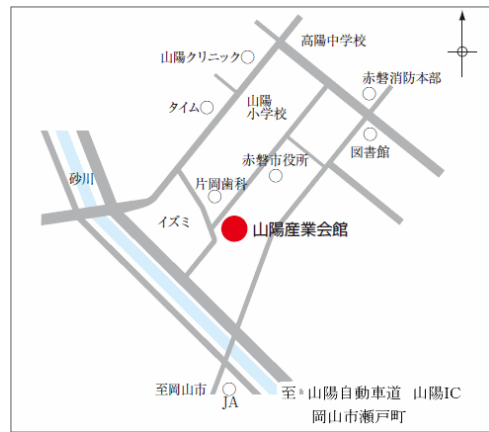 高陽中学校
山陽クリニック
赤磐消防本部
タイム
山陽
小学校
図書館
赤磐市役所
砂川
片岡歯科
イズミ
山陽産業会館
至岡山市
JA
至 山陽自動車道 山陽IC
岡山市瀬戸町